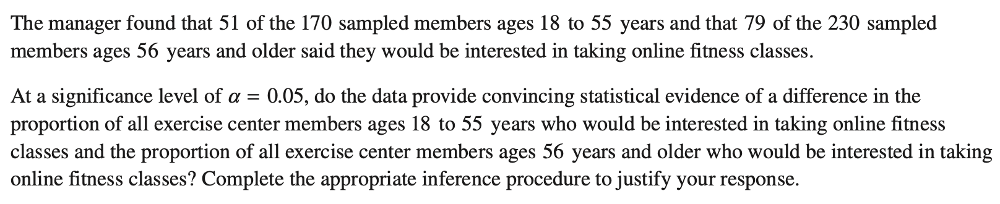 The manager found that 51 of the 170 sampled members ages 18 to 55 years and that 79 of the 230 sampled
members ages 56 years and older said they would be interested in taking online fitness classes.
At a significance level of α = 0.05, do the data provide convincing statistical evidence of a difference in the
proportion of all exercise center members ages 18 to 55 years who would be interested in taking online fitness
classes and the proportion of all exercise center members ages 56 years and older who would be interested in taking
online fitness classes? Complete the appropriate inference procedure to justify your response.